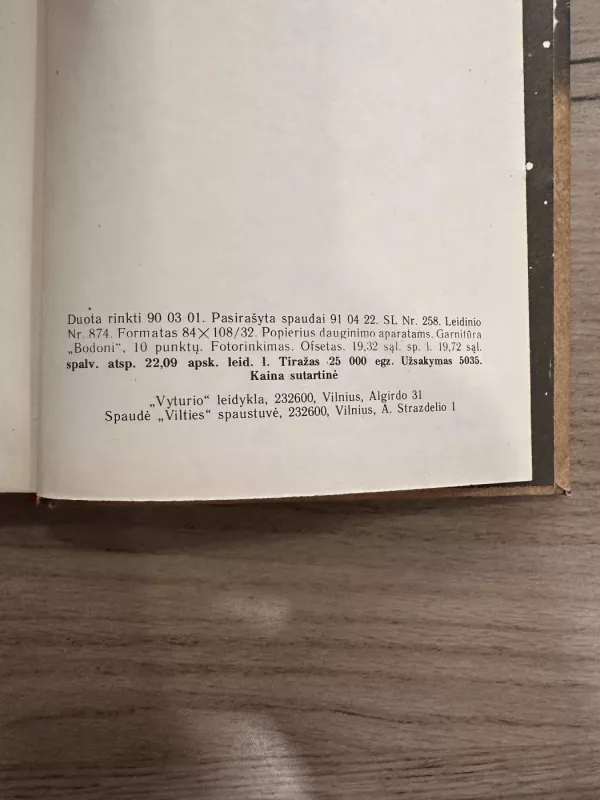 Duota rinkti 90 03 01. Pasirašyta spaudai 91 04 22. SL Nr. 258. Leidinio
Nr. 874. Formatas 84×108/32. Popierius dauginimo aparatams. Garnitūra
„Bodoni“, 10 punktų. Fotorinkimas. Ofsetas. 19,32 sąl. sp. l. 19,72 sąl.
spalv. atsp. 22,09 apsk. leid. l. Tiražas 25 000 egz. Užsakymas 5035.
Kaina sutartinė
„Vyturio“ leidykla, 232600, Vilnius, Algirdo 31
Spaudė „Vilties“ spaustuvė, 232600, Vilnius, A. Strazdelio 1